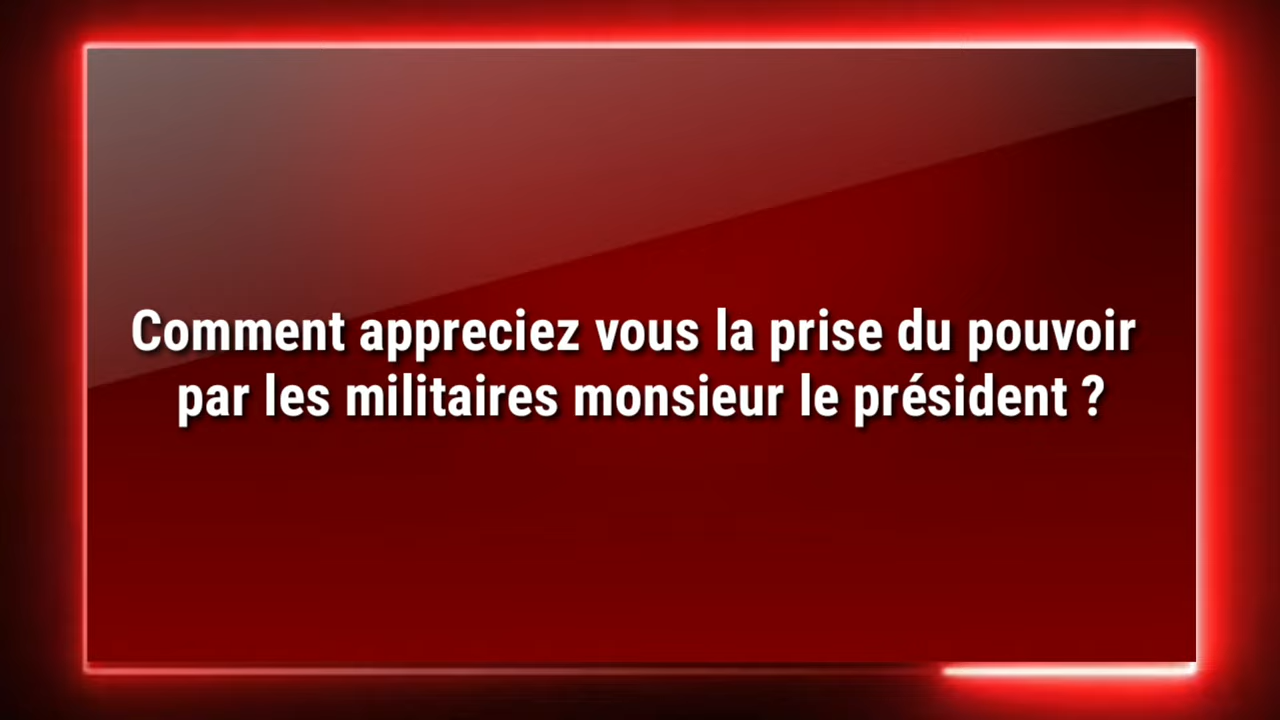 Comment appreciez vous la prise du pouvoir
par les militaires monsieur le président ?